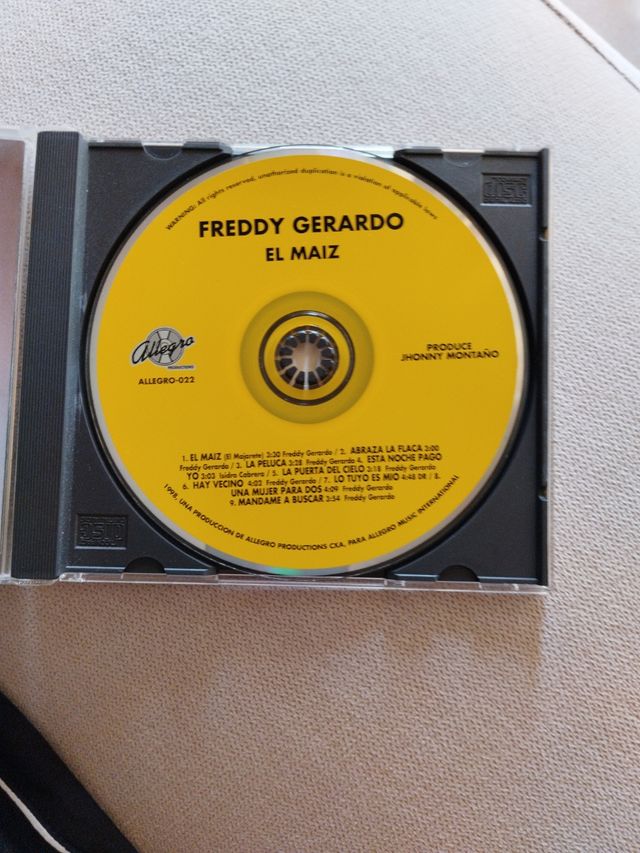 WARNING: All rights reserved, unauthorized duplication is a violation of applicable laws
FREDDY GERARDO
EL MAIZ
Allegro
PRODUCTIONS
ALLEGRO-022
PRODUCE
JHONNY MONTAÑO
1. EL MAIZ (El Majarete) 3:30 Freddy Gerardo / 2. ABRAZA LA FLACA 3:00
Freddy Gerardo / 3. LA PELUCA 3:28 Freddy Gerardo 4. ESTA NOCHE PAGO
YO 3:03 Isidro Cabrera / 5. LA PUERTA DEL CIELO 3:18 Freddy Gerardo
6. HAY VECINO 4:02 Freddy Gerardo / 7. LO TUYO ES MIO 4:48 DR / 8.
UNA MUJER PARA DOS 4:09 Freddy Gerardo
9. MANDAME A BUSCAR 3:54 Freddy Gerardo
1998, UNA PRODUCCION DE ALLEGRO PRODUCTIONS CXA. PARA ALLEGRO MUSIC INTERNATIONAL